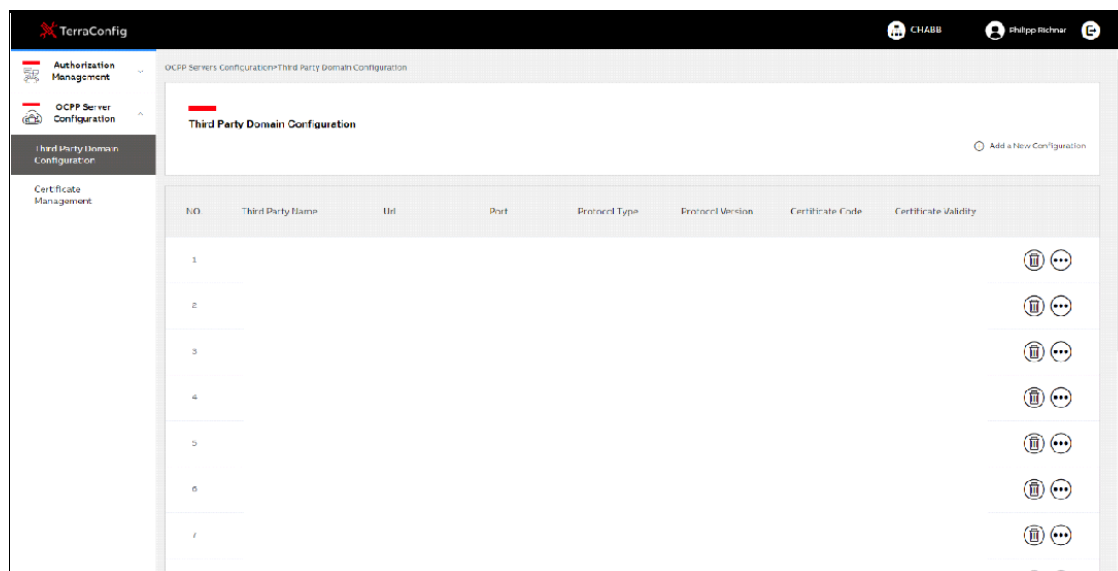 TerraConfig
CHABB
Philipp Richner
Authorization
Management
OCPP Server
Configuration
Third Party Domain
Configuration
Certificate
Management
OCPP Servers Configuration>Third Party Domain Configuration
Third Party Domain Configuration
Add a New Configuration
NO. Third Party Name Url Port Protocol Type Protocol Version Certificate Code Certificate Validity
1
2
3
4
5
6
7